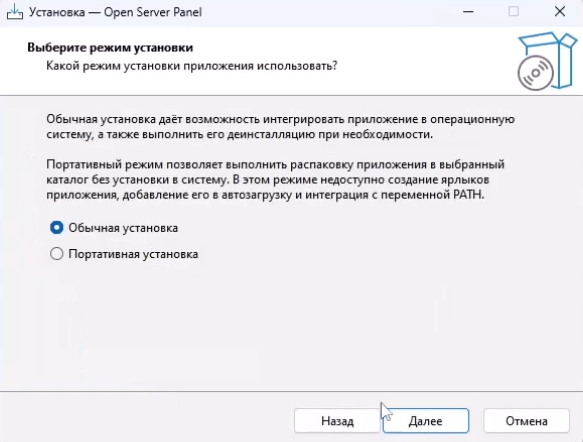 Установка — Open Server Panel
Выберите режим установки
Какой режим установки приложения использовать?
Обычная установка даёт возможность интегрировать приложение в операционную
систему, а также выполнить его деинсталляцию при необходимости.
Портативный режим позволяет выполнить распаковку приложения в выбранный
каталог без установки в систему. В этом режиме недоступно создание ярлыков
приложения, добавление его в автозагрузку и интеграция с переменной PATH.
Обычная установка
Портативная установка
Назад
Далее
Отмена